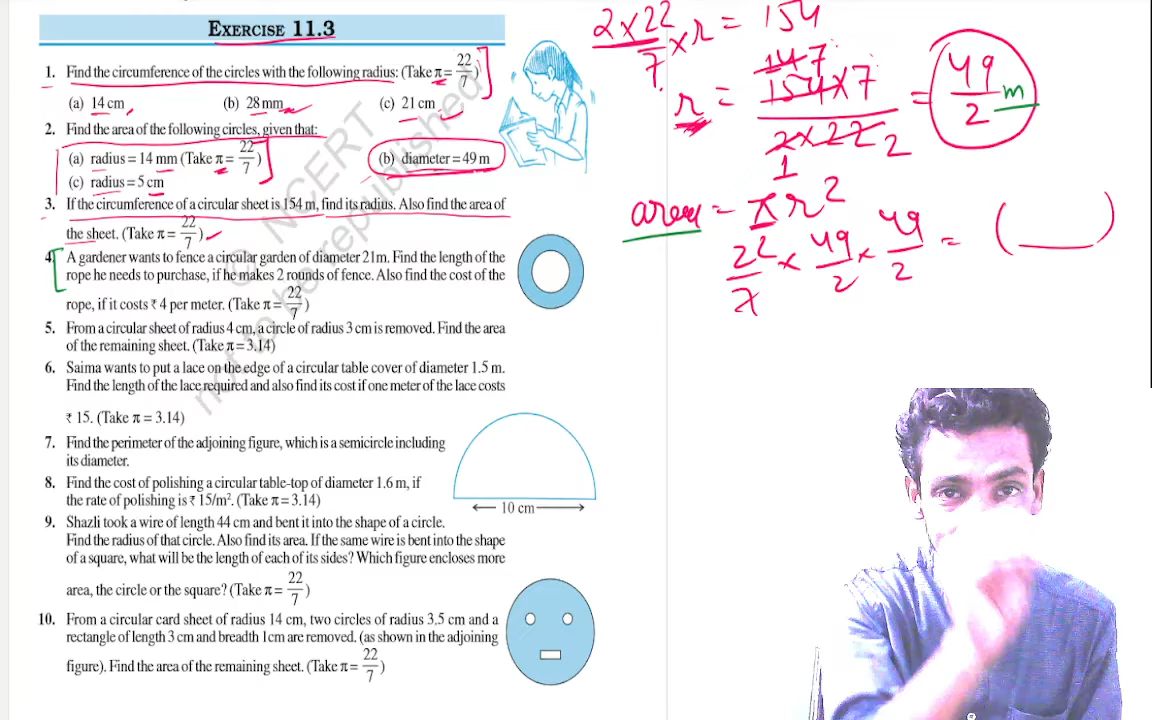 EXERCISE 11.3
1. Find the circumference of the circles with the following radius: (Take π = 22/7)
(a) 14 cm (b) 28 mm (c) 21 cm
2. Find the area of the following circles, given that:
(a) radius = 14 mm (Take π = 22/7) (b) diameter = 49 m
(c) radius = 5 cm
3. If the circumference of a circular sheet is 154 m, find its radius. Also find the area of
the sheet. (Take π = 22/7)
4. A gardener wants to fence a circular garden of diameter 21m. Find the length of the
rope he needs to purchase, if he makes 2 rounds of fence. Also find the cost of the
rope, if it costs ₹ 4 per meter. (Take π = 22/7)
5. From a circular sheet of radius 4 cm, a circle of radius 3 cm is removed. Find the area
of the remaining sheet. (Take π = 3.14)
6. Saima wants to put a lace on the edge of a circular table cover of diameter 1.5 m.
Find the length of the lace required and also find its cost if one meter of the lace costs
₹ 15. (Take π = 3.14)
7. Find the perimeter of the adjoining figure, which is a semicircle including
its diameter.
8. Find the cost of polishing a circular table-top of diameter 1.6 m, if
the rate of polishing is ₹ 15/m². (Take π = 3.14)
10 cm
9. Shazli took a wire of length 44 cm and bent it into the shape of a circle.
Find the radius of that circle. Also find its area. If the same wire is bent into the shape
of a square, what will be the length of each of its sides? Which figure encloses more
area, the circle or the square? (Take π = 22/7)
10. From a circular card sheet of radius 14 cm, two circles of radius 3.5 cm and a
rectangle of length 3 cm and breadth 1cm are removed. (as shown in the adjoining
figure). Find the area of the remaining sheet. (Take π = 22/7)
© NCERT
not to be republished
2 × 22/7 × r = 154
14 7
r = 154 × 7 / 2 × 22 = 49/2 m
1 2
area = πr²
22/7 × 49/2 × 49/2 = ( )